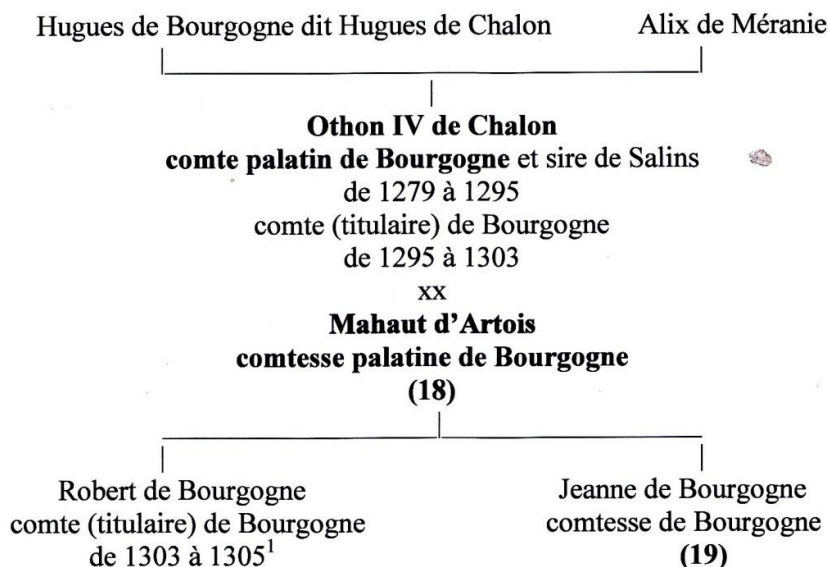 Hugues de Bourgogne dit Hugues de Chalon Alix de Méranie
Othon IV de Chalon
comte palatin de Bourgogne et sire de Salins
de 1279 à 1295
comte (titulaire) de Bourgogne
de 1295 à 1303
xx
Mahaut d'Artois
comtesse palatine de Bourgogne
(18)
Robert de Bourgogne
comte (titulaire) de Bourgogne
de 1303 à 1305¹
Jeanne de Bourgogne
comtesse de Bourgogne
(19)